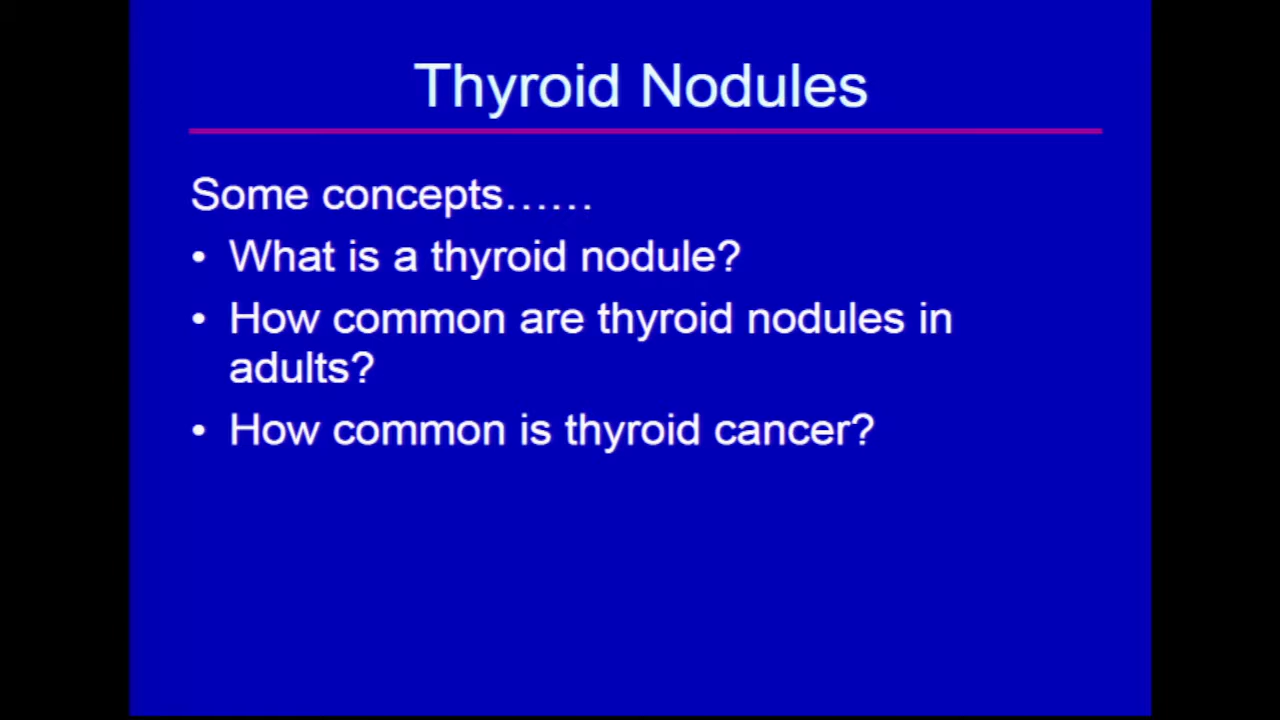 Thyroid Nodules
Some concepts……
• What is a thyroid nodule?
• How common are thyroid nodules in
adults?
• How common is thyroid cancer?